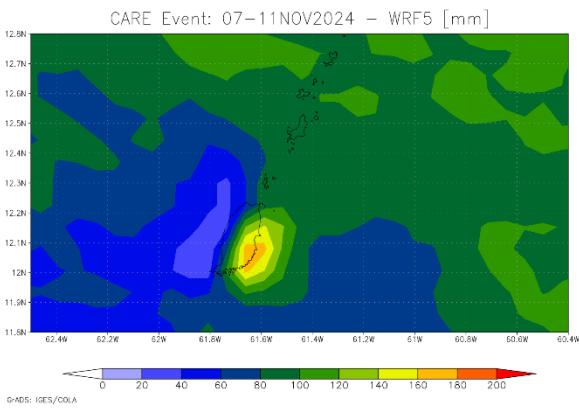 CARE Event: 07-11NOV2024 - WRF5 [mm]
12.8N
12.7N
12.6N
12.5N
12.4N
12.3N
12.2N
12.1N
12N
11.9N
11.8N
62.4W 62.2W 62W 61.8W 61.6W 61.4W 61.2W 61W 60.8W 60.6W 60.4W
0 20 40 60 80 100 120 140 160 180 200
GrADS: IGES/COLA